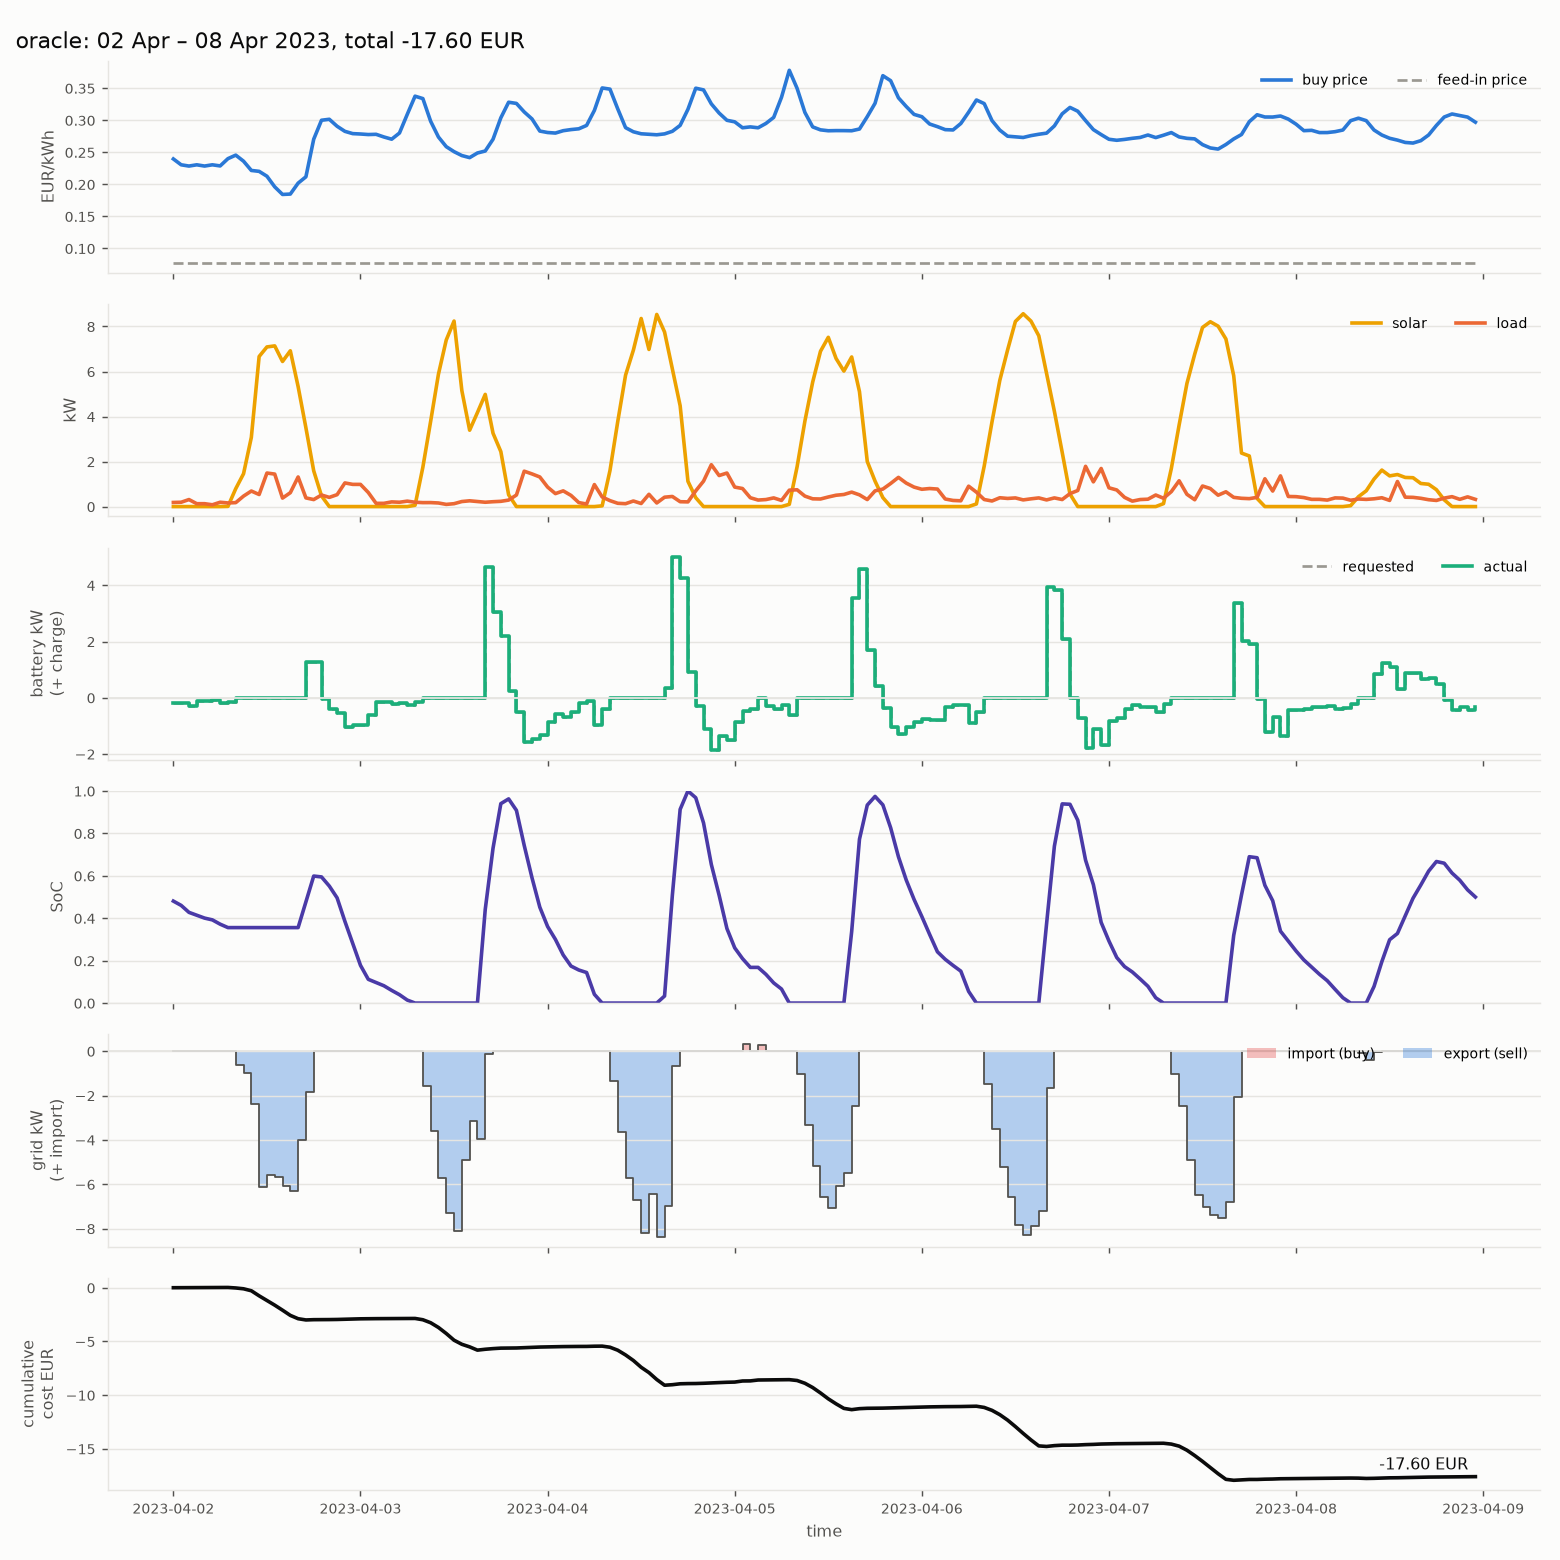 oracle: 02 Apr – 08 Apr 2023, total -17.60 EUR
buy price
feed-in price
EUR/kWh
0.35
0.30
0.25
0.20
0.15
0.10
solar
load
kW
8
6
4
2
0
requested
actual
battery kW
(+ charge)
4
2
0
−2
SoC
1.0
0.8
0.6
0.4
0.2
0.0
import (buy)
export (sell)
grid kW
(+ import)
0
−2
−4
−6
−8
cumulative
cost EUR
0
−5
−10
−15
-17.60 EUR
2023-04-02
2023-04-03
2023-04-04
2023-04-05
2023-04-06
2023-04-07
2023-04-08
2023-04-09
time